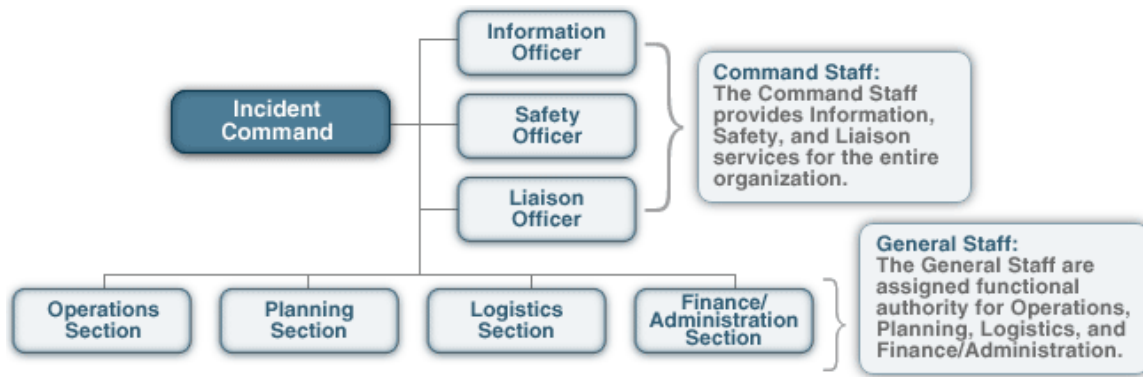 Information
Officer
Command Staff:
The Command Staff
provides Information,
Safety, and Liaison
services for the entire
organization.
Incident
Command
Safety
Officer
Liaison
Officer
General Staff:
The General Staff are
assigned functional
authority for Operations,
Planning, Logistics, and
Finance/Administration.
Operations
Section
Planning
Section
Logistics
Section
Finance/
Administration
Section